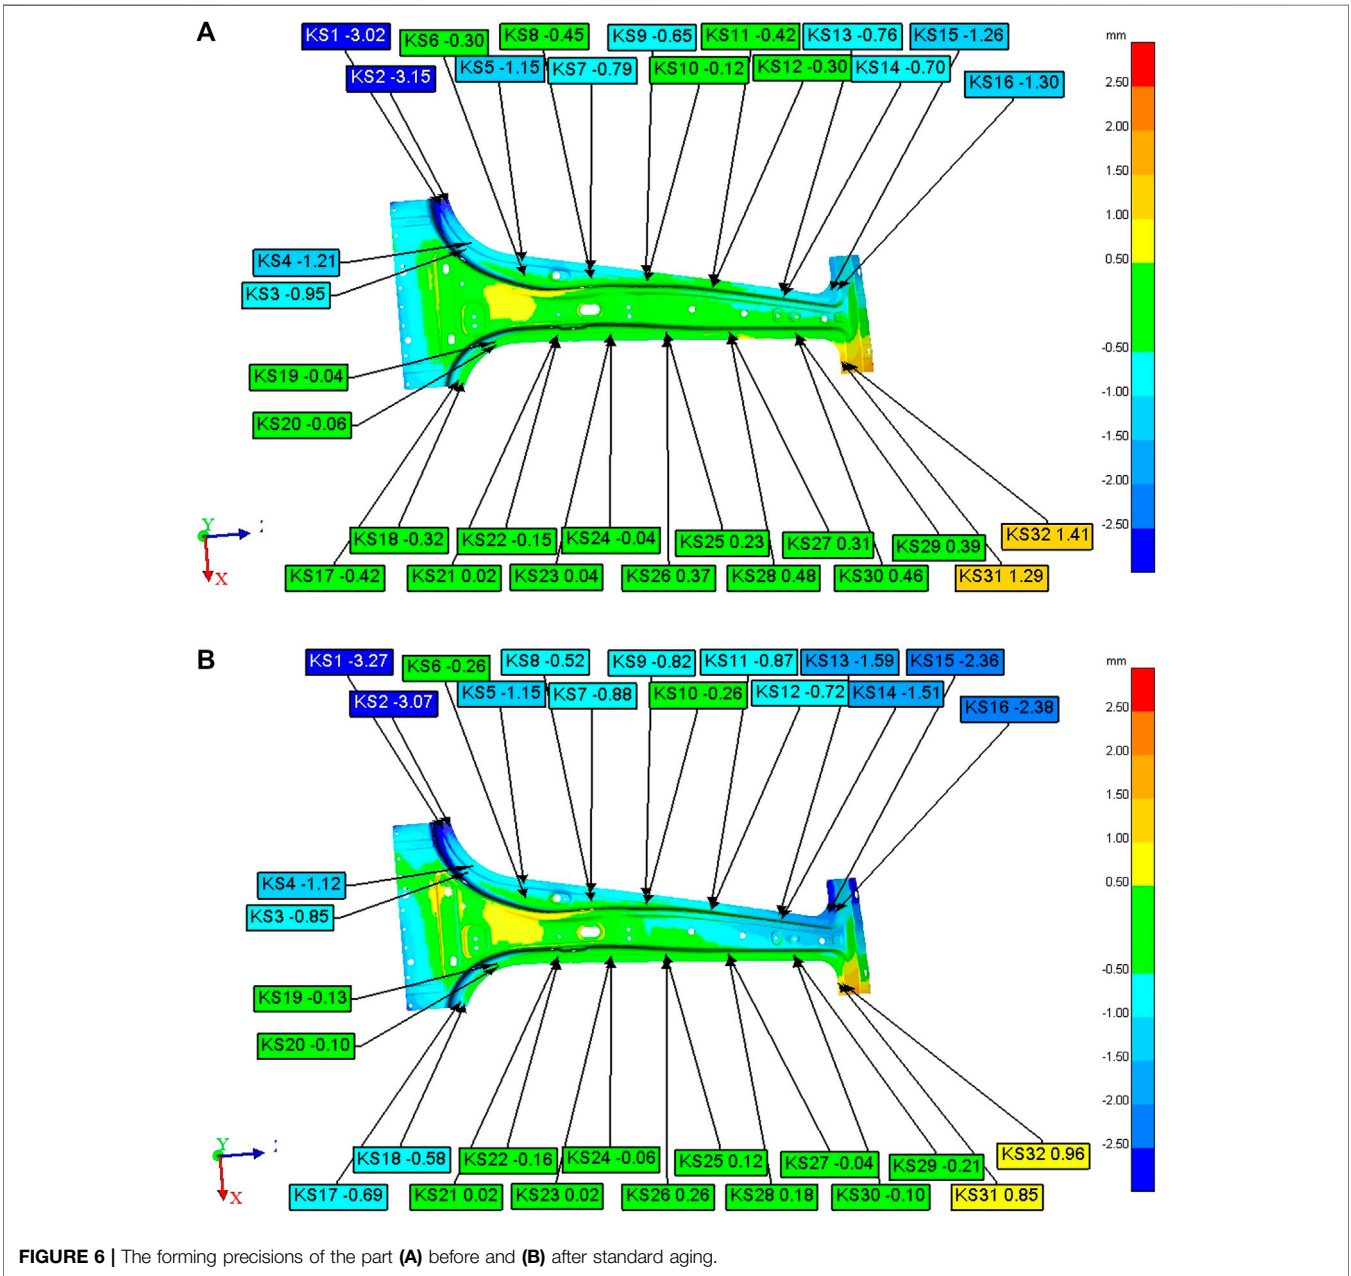 A
KS1 -3.02
KS6 -0.30
KS8 -0.45
KS9 -0.65
KS11 -0.42
KS13 -0.76
KS15 -1.26
mm
KS2 -3.15
KS5 -1.15
KS7 -0.79
KS10 -0.12
KS12 -0.30
KS14 -0.70
KS16 -1.30
2.50
2.00
1.50
1.00
0.50
-0.50
-1.00
-1.50
-2.00
-2.50
KS4 -1.21
KS3 -0.95
KS19 -0.04
KS20 -0.06
Y
X
KS18 -0.32
KS22 -0.15
KS24 -0.04
KS25 0.23
KS27 0.31
KS29 0.39
KS32 1.41
KS17 -0.42
KS21 0.02
KS23 0.04
KS26 0.37
KS28 0.48
KS30 0.46
KS31 1.29
B
KS1 -3.27
KS6 -0.26
KS8 -0.52
KS9 -0.82
KS11 -0.87
KS13 -1.59
KS15 -2.36
mm
KS2 -3.07
KS5 -1.15
KS7 -0.88
KS10 -0.26
KS12 -0.72
KS14 -1.51
KS16 -2.38
2.50
2.00
1.50
1.00
0.50
-0.50
-1.00
-1.50
-2.00
-2.50
KS4 -1.12
KS3 -0.85
KS19 -0.13
KS20 -0.10
Y
X
KS18 -0.58
KS22 -0.16
KS24 -0.06
KS25 0.12
KS27 -0.04
KS29 -0.21
KS32 0.96
KS17 -0.69
KS21 0.02
KS23 0.02
KS26 0.26
KS28 0.18
KS30 -0.10
KS31 0.85
FIGURE 6 | The forming precisions of the part (A) before and (B) after standard aging.